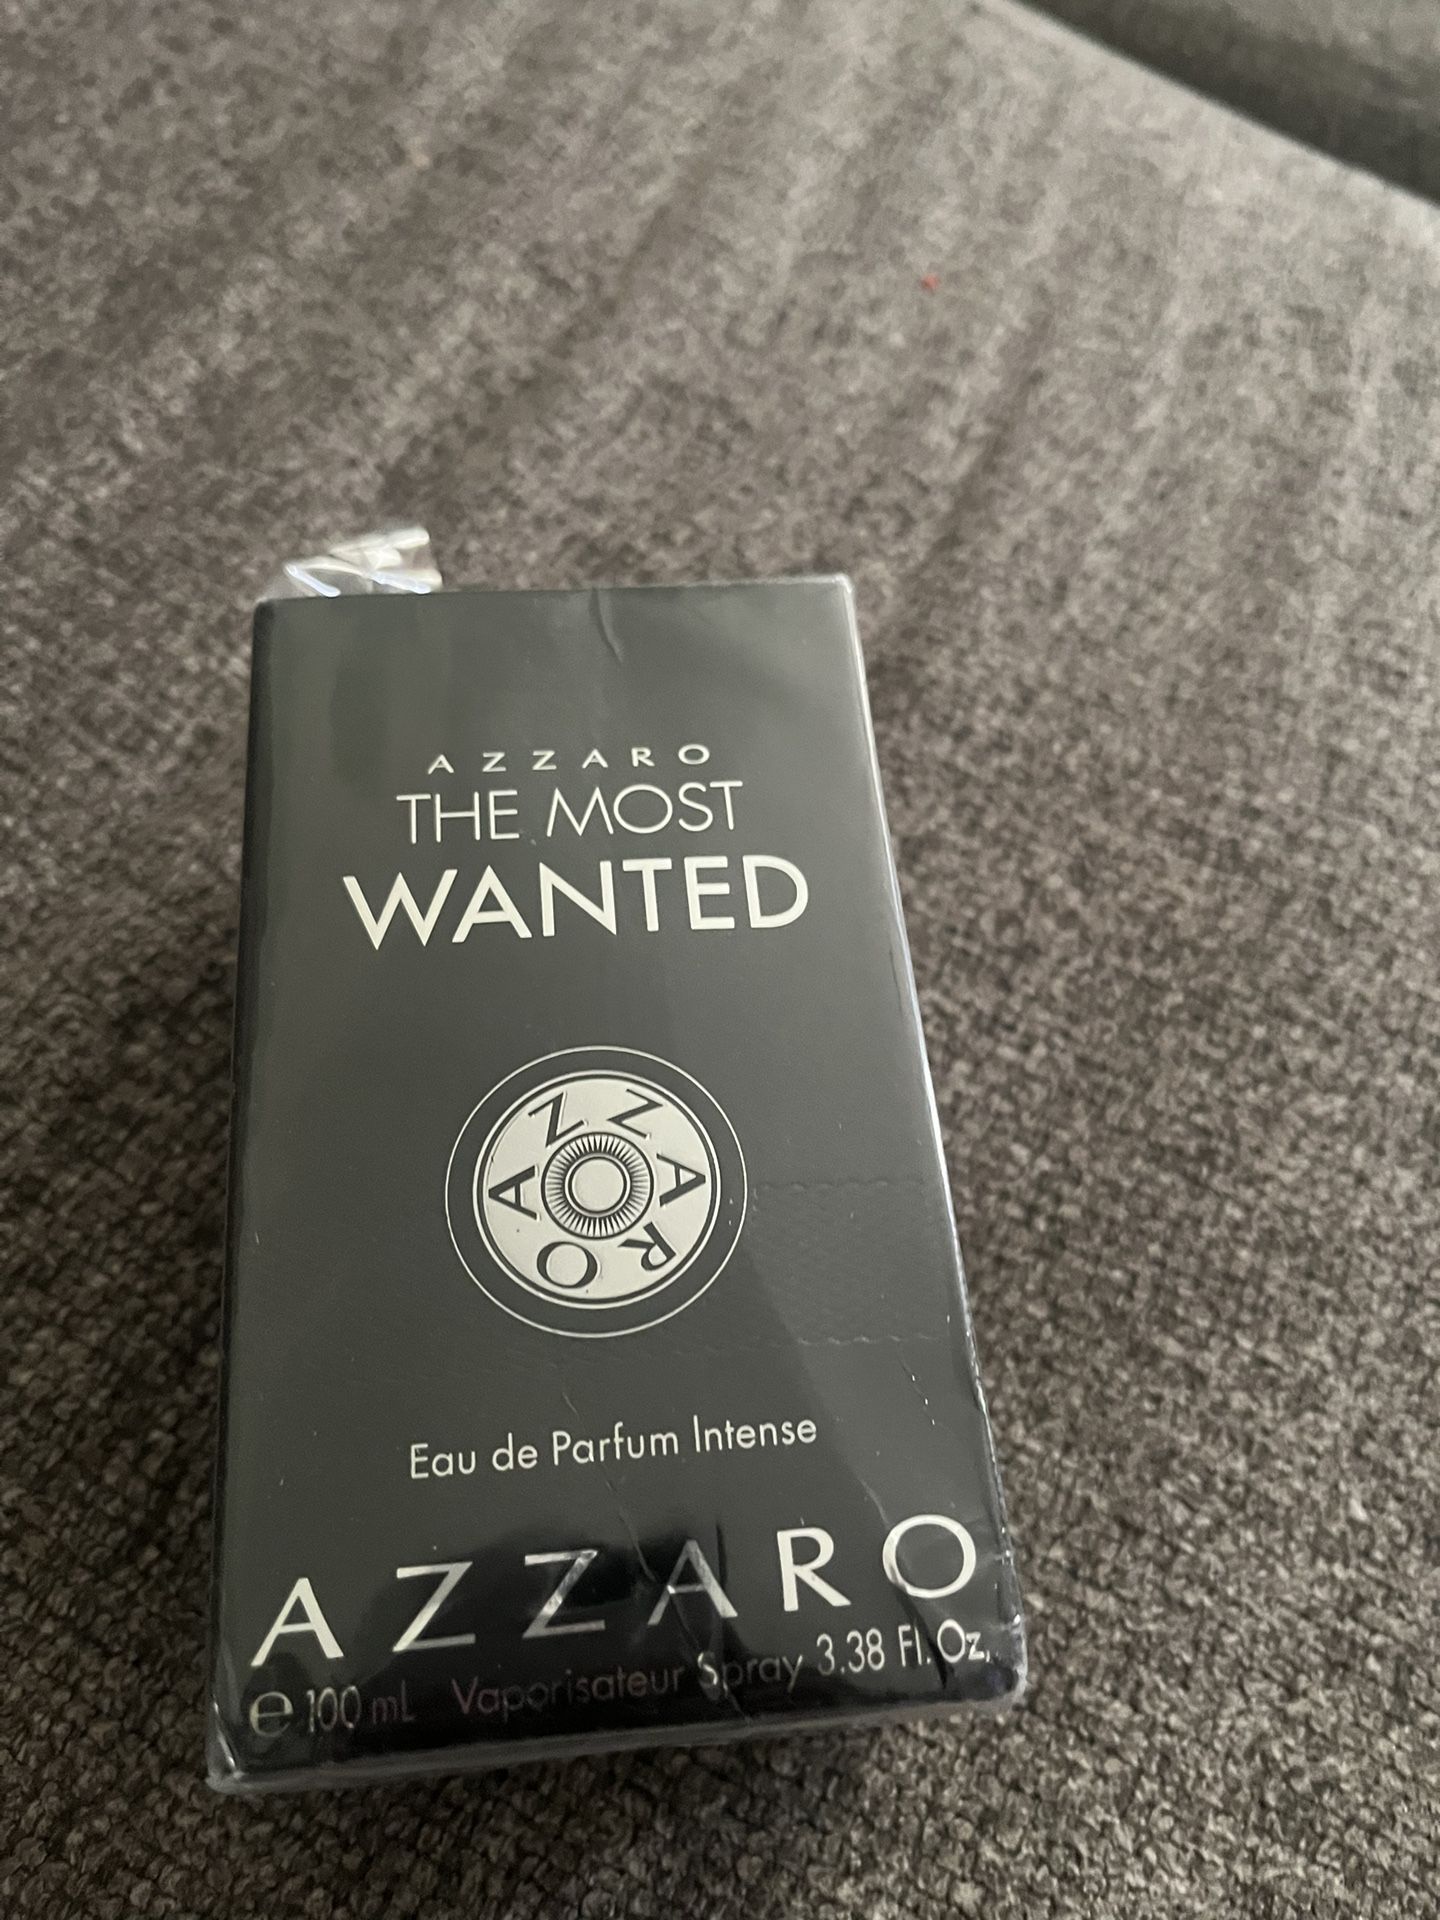 AZZARO
THE MOST
WANTED
AZZARO
Eau de Parfum Intense
AZZARO
e 100 mL Vaporisateur Spray 3.38 Fl. Oz.